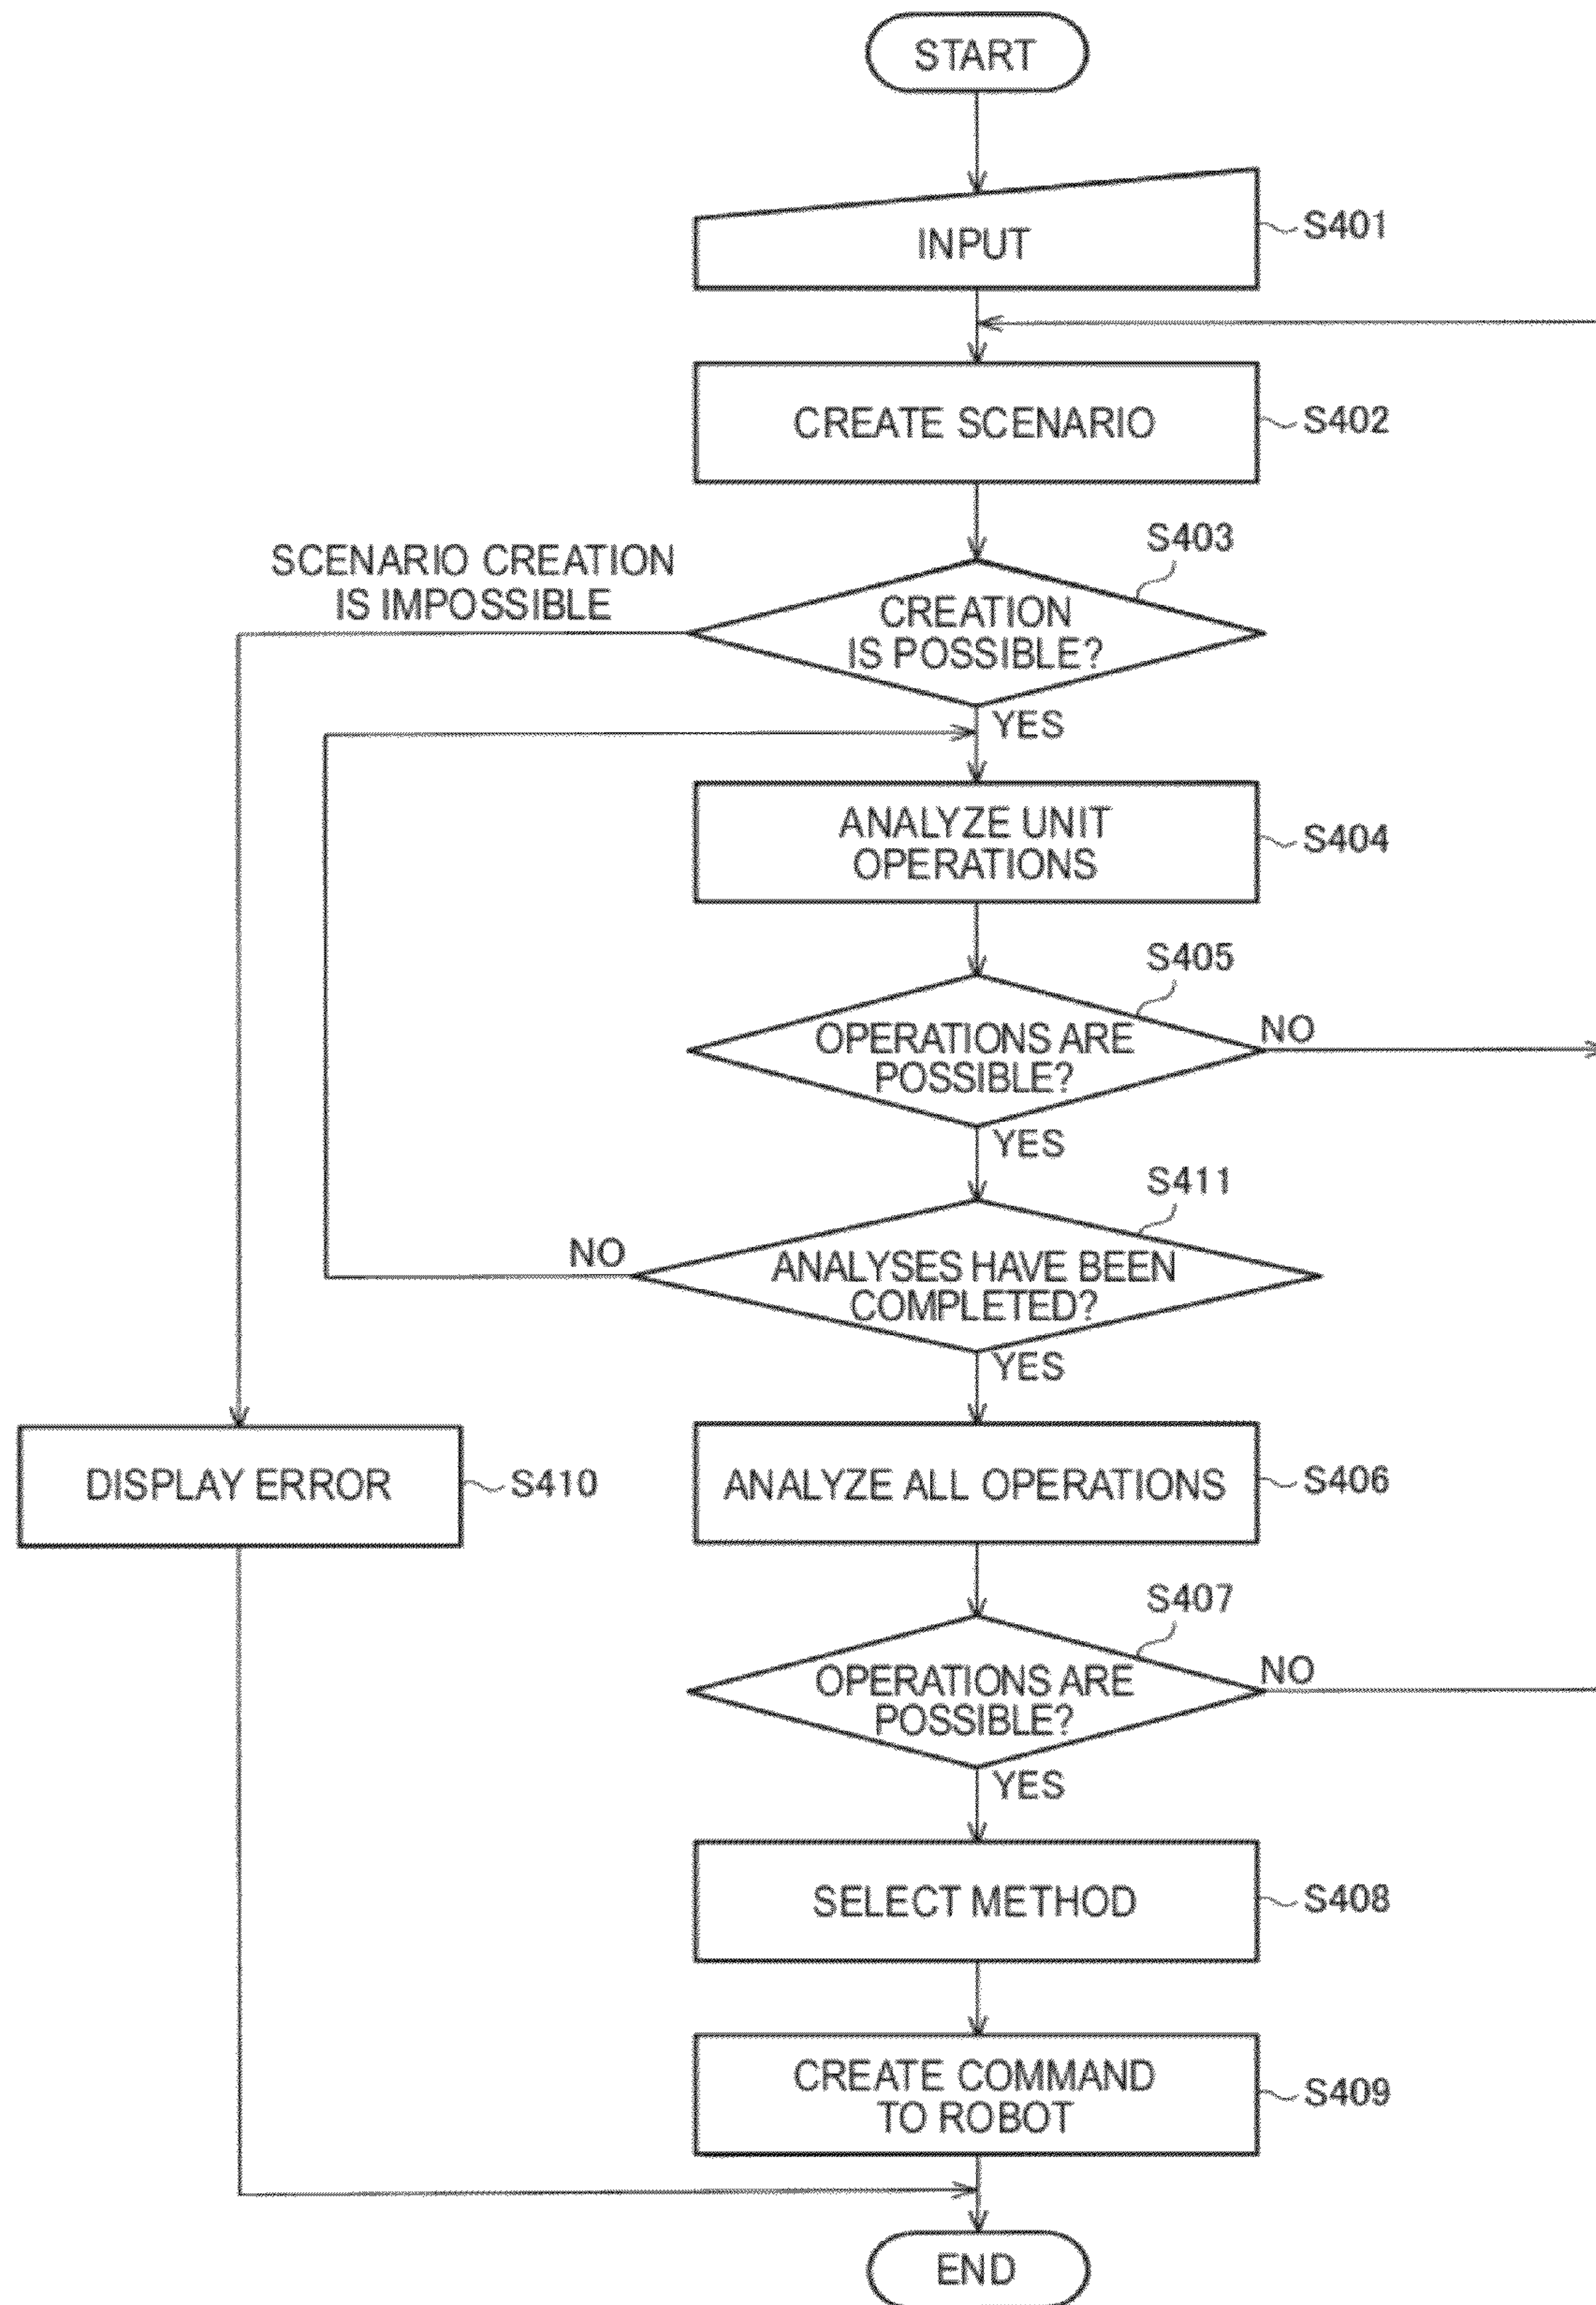 START
INPUT
S401
CREATE SCENARIO
S402
S403
SCENARIO CREATION
IS IMPOSSIBLE
CREATION
IS POSSIBLE?
YES
ANALYZE UNIT
OPERATIONS
S404
S405
OPERATIONS ARE
POSSIBLE?
NO
YES
S411
ANALYSES HAVE BEEN
COMPLETED?
NO
YES
DISPLAY ERROR
S410
ANALYZE ALL OPERATIONS
S406
S407
OPERATIONS ARE
POSSIBLE?
NO
YES
SELECT METHOD
S408
CREATE COMMAND
TO ROBOT
S409
END